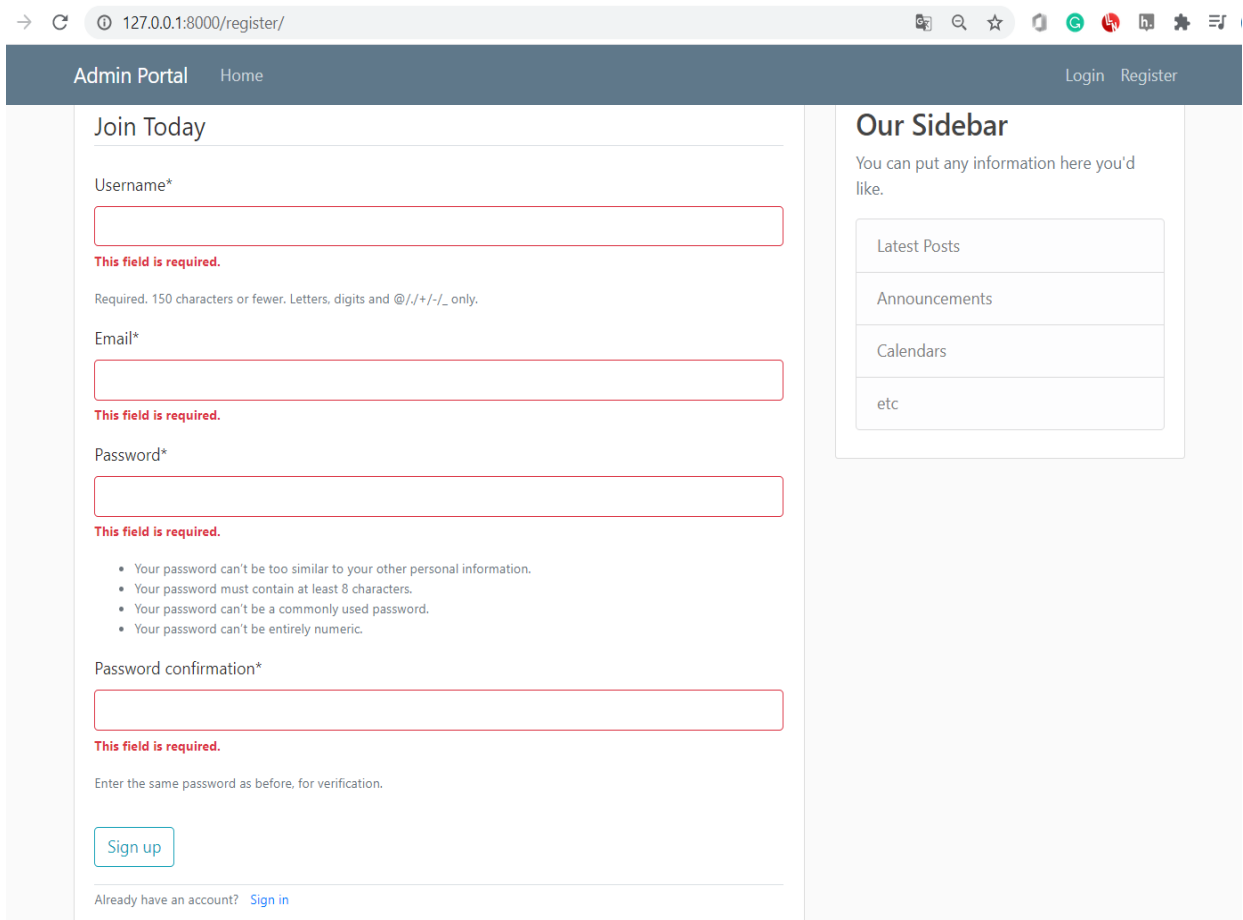 127.0.0.1:8000/register/
Admin Portal Home Login Register
Join Today
Username*
This field is required.
Required. 150 characters or fewer. Letters, digits and @/./+/-/_ only.
Email*
This field is required.
Password*
This field is required.
Your password can't be too similar to your other personal information.
Your password must contain at least 8 characters.
Your password can't be a commonly used password.
Your password can't be entirely numeric.
Password confirmation*
This field is required.
Enter the same password as before, for verification.
Sign up
Already have an account? Sign in
Our Sidebar
You can put any information here you'd
like.
Latest Posts
Announcements
Calendars
etc